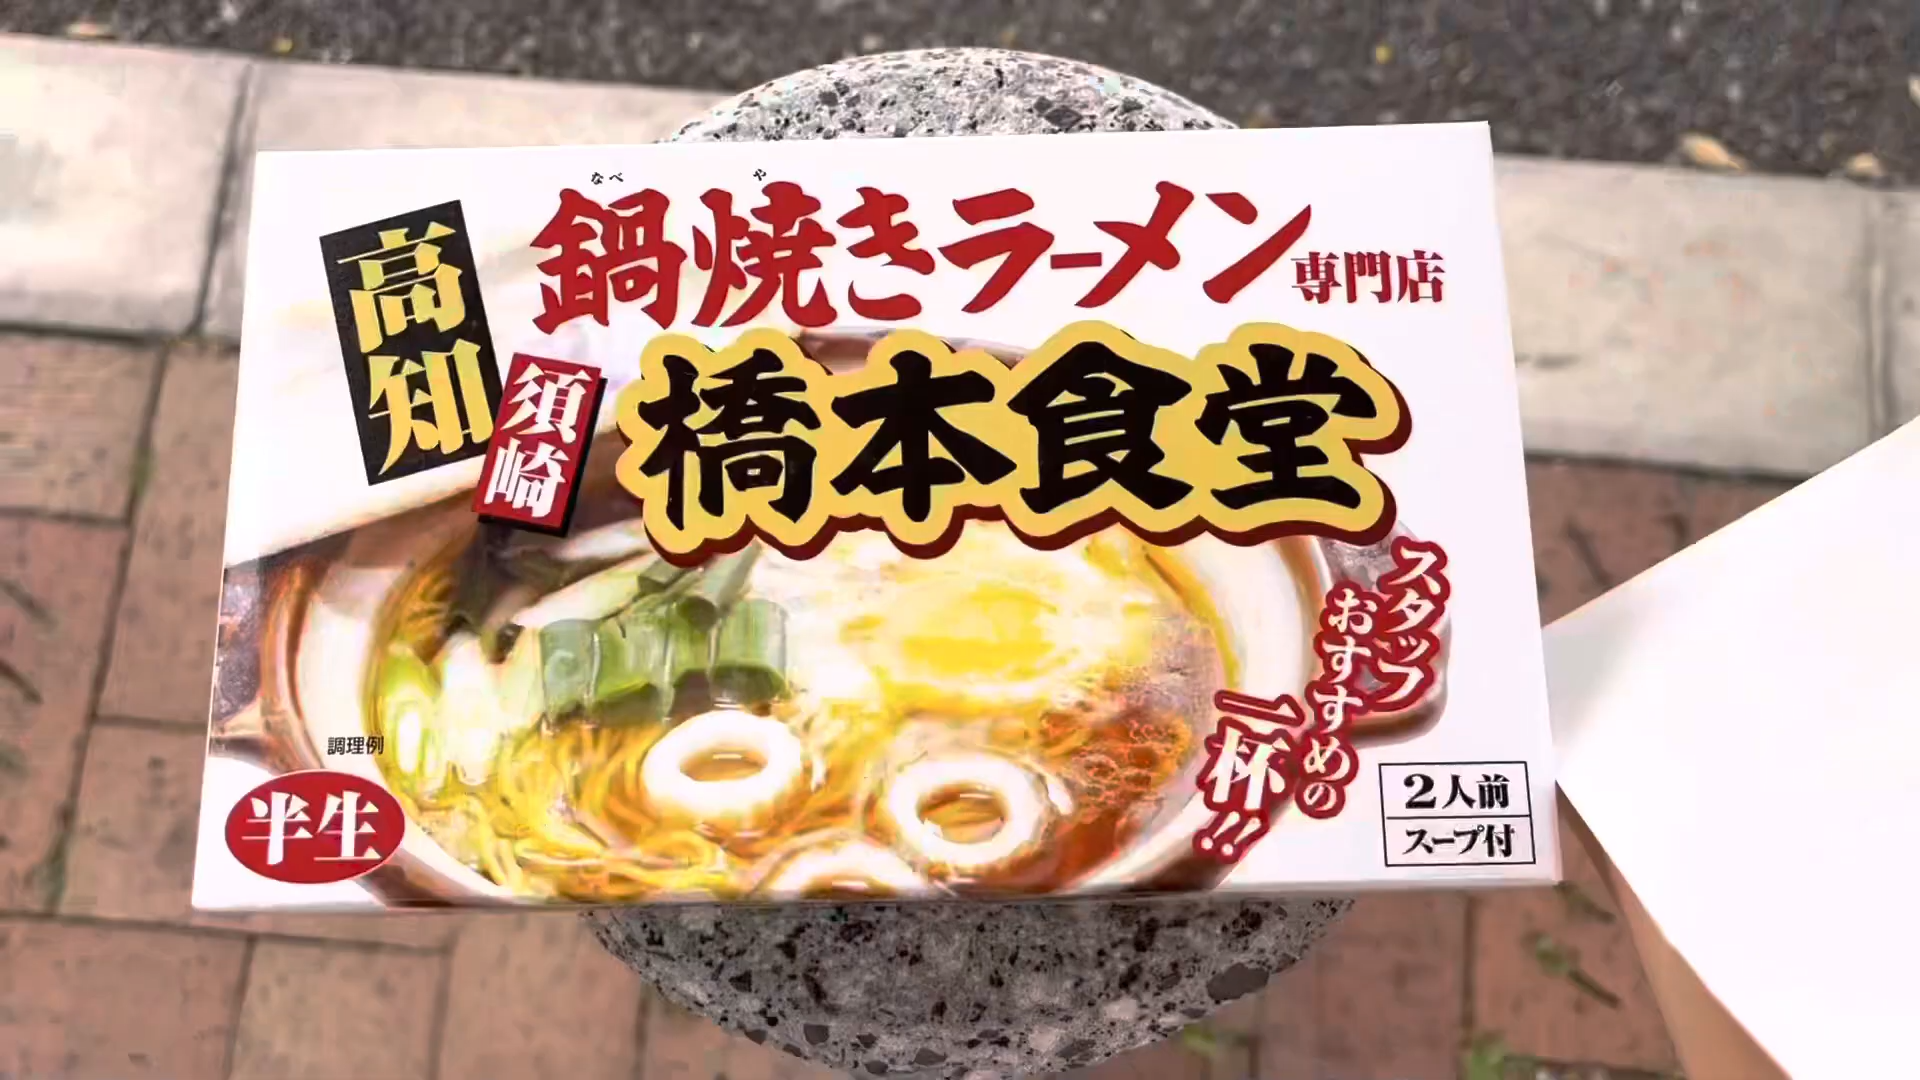 高知
なべ や
鍋焼きラーメン専門店
須崎
橋本食堂
スタッフ
おすすめの
一杯!!
調理例
半生
2人前
スープ付